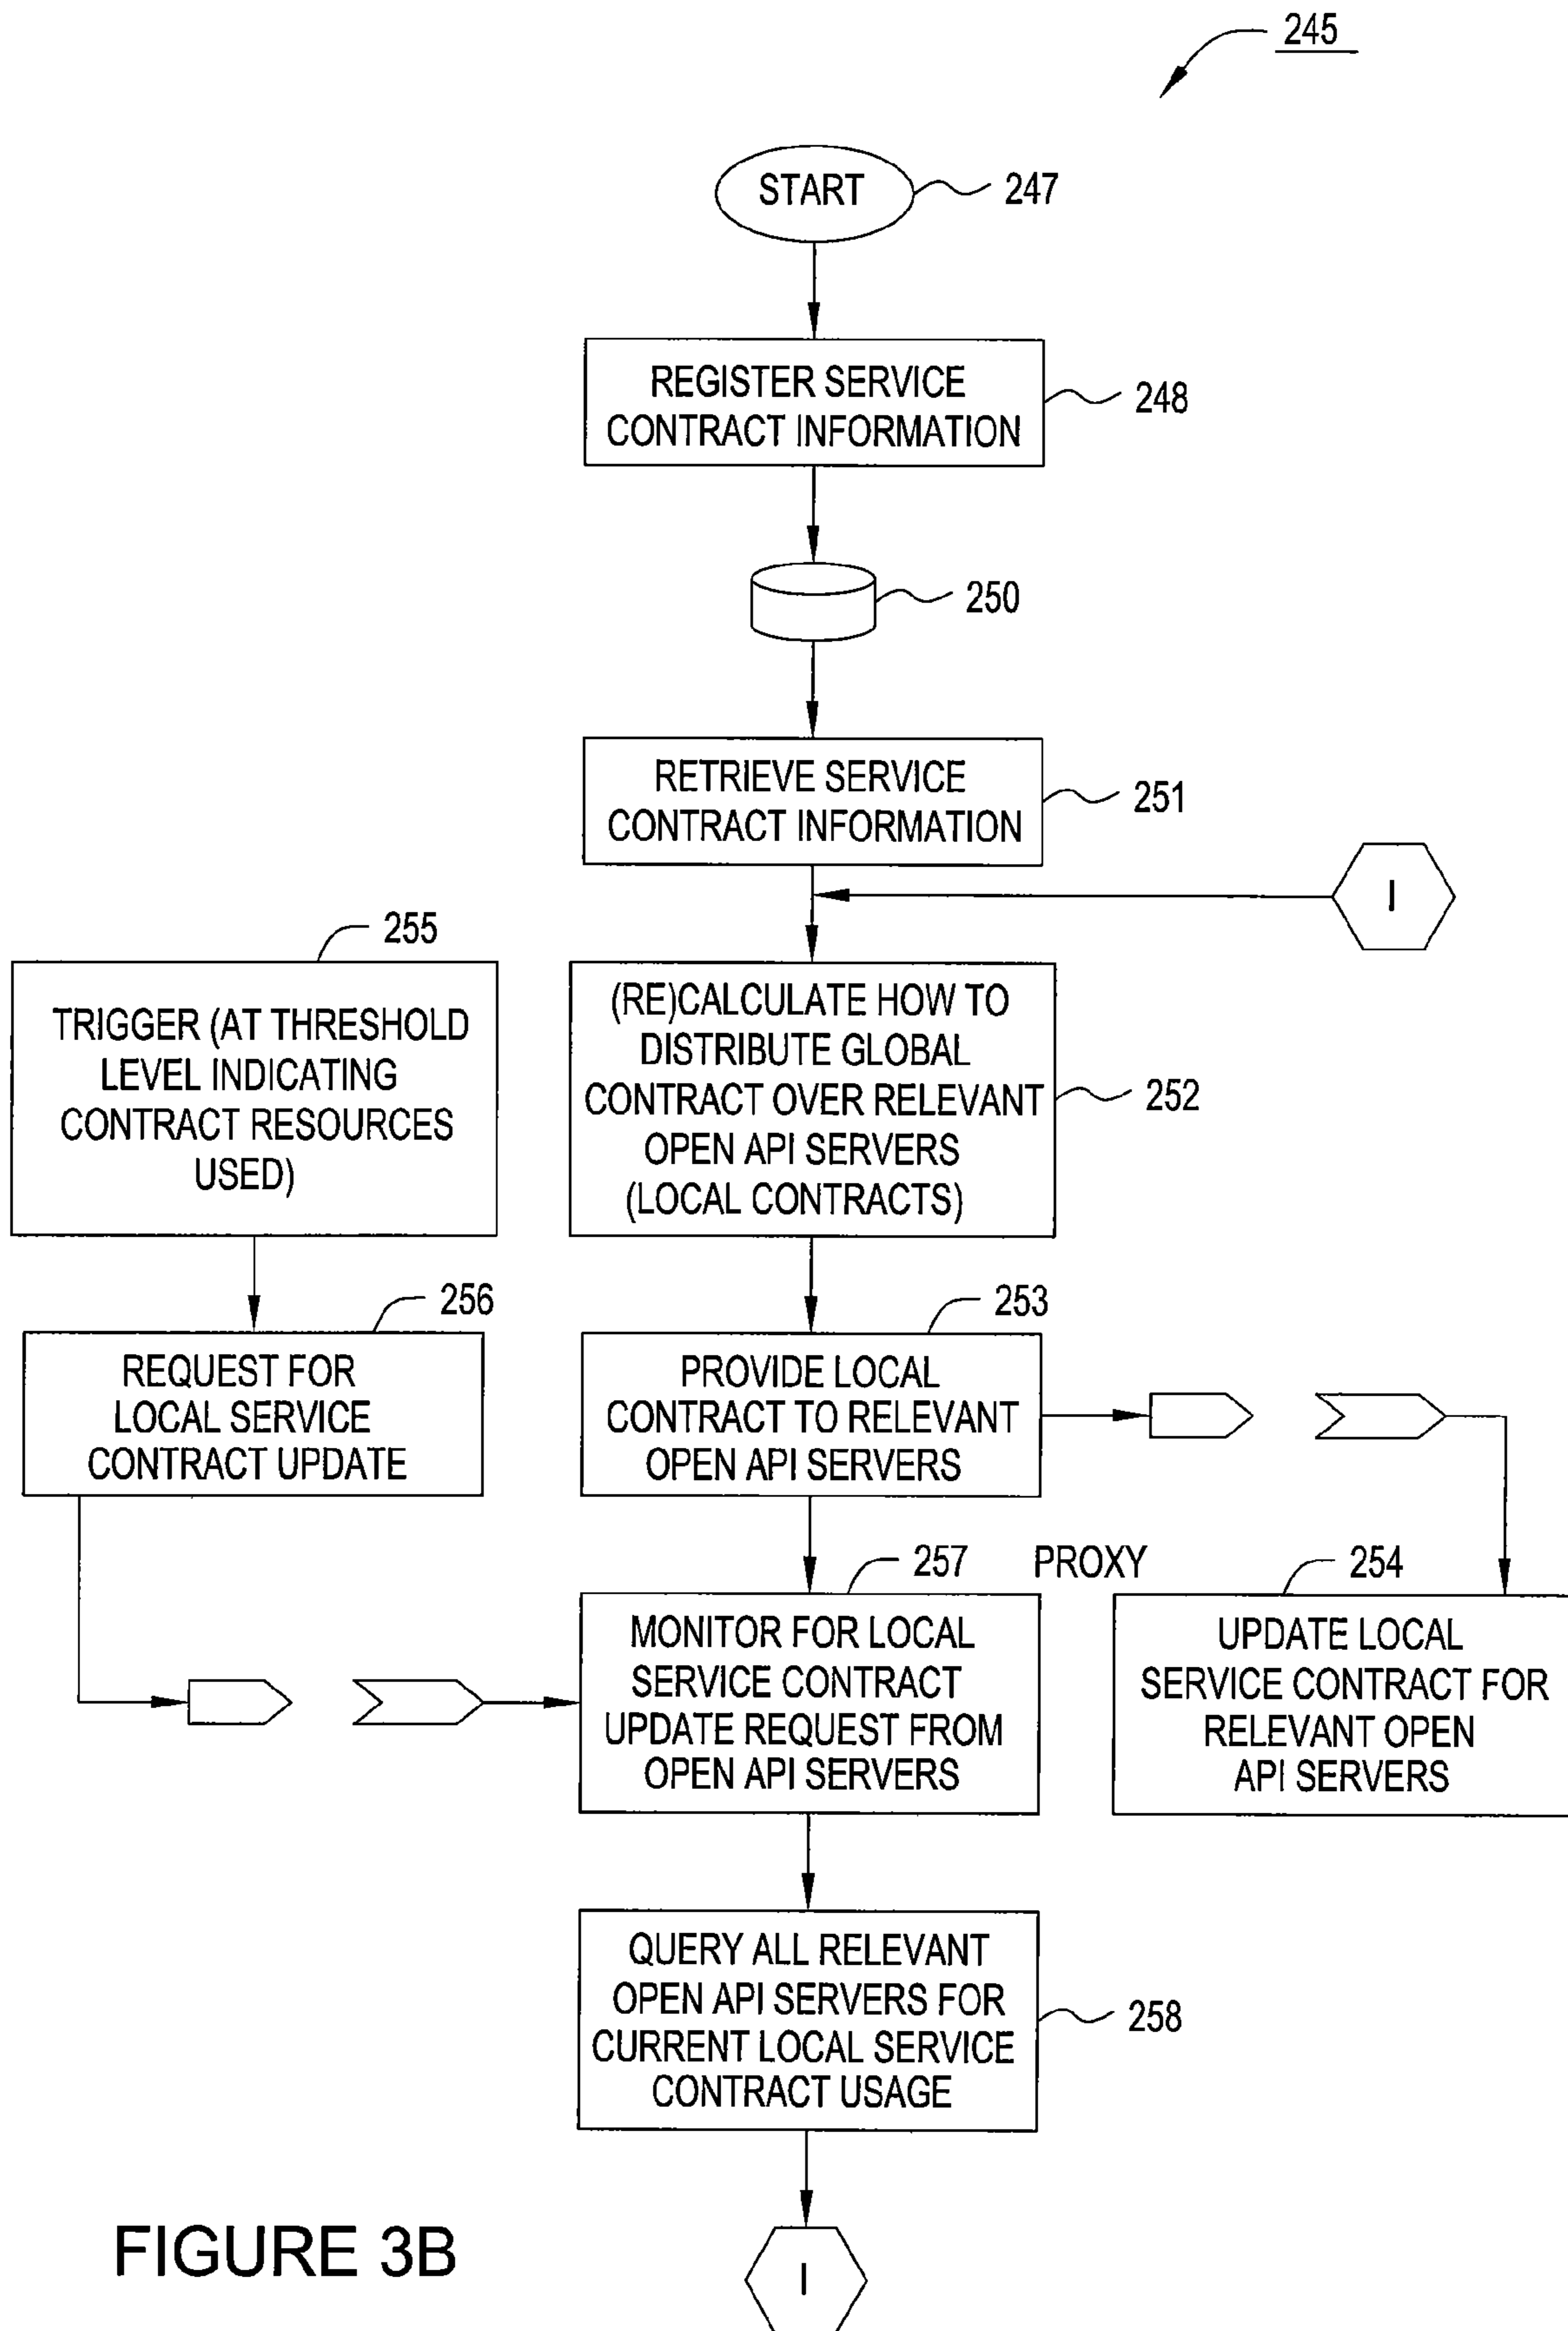 245
START
247
REGISTER SERVICE
CONTRACT INFORMATION
248
250
RETRIEVE SERVICE
CONTRACT INFORMATION
251
I
255
TRIGGER (AT THRESHOLD
LEVEL INDICATING
CONTRACT RESOURCES
USED)
(RE)CALCULATE HOW TO
DISTRIBUTE GLOBAL
CONTRACT OVER RELEVANT
OPEN API SERVERS
(LOCAL CONTRACTS)
252
256
REQUEST FOR
LOCAL SERVICE
CONTRACT UPDATE
253
PROVIDE LOCAL
CONTRACT TO RELEVANT
OPEN API SERVERS
257
PROXY
254
MONITOR FOR LOCAL
SERVICE CONTRACT
UPDATE REQUEST FROM
OPEN API SERVERS
UPDATE LOCAL
SERVICE CONTRACT FOR
RELEVANT OPEN
API SERVERS
QUERY ALL RELEVANT
OPEN API SERVERS FOR
CURRENT LOCAL SERVICE
CONTRACT USAGE
258
I
FIGURE 3B